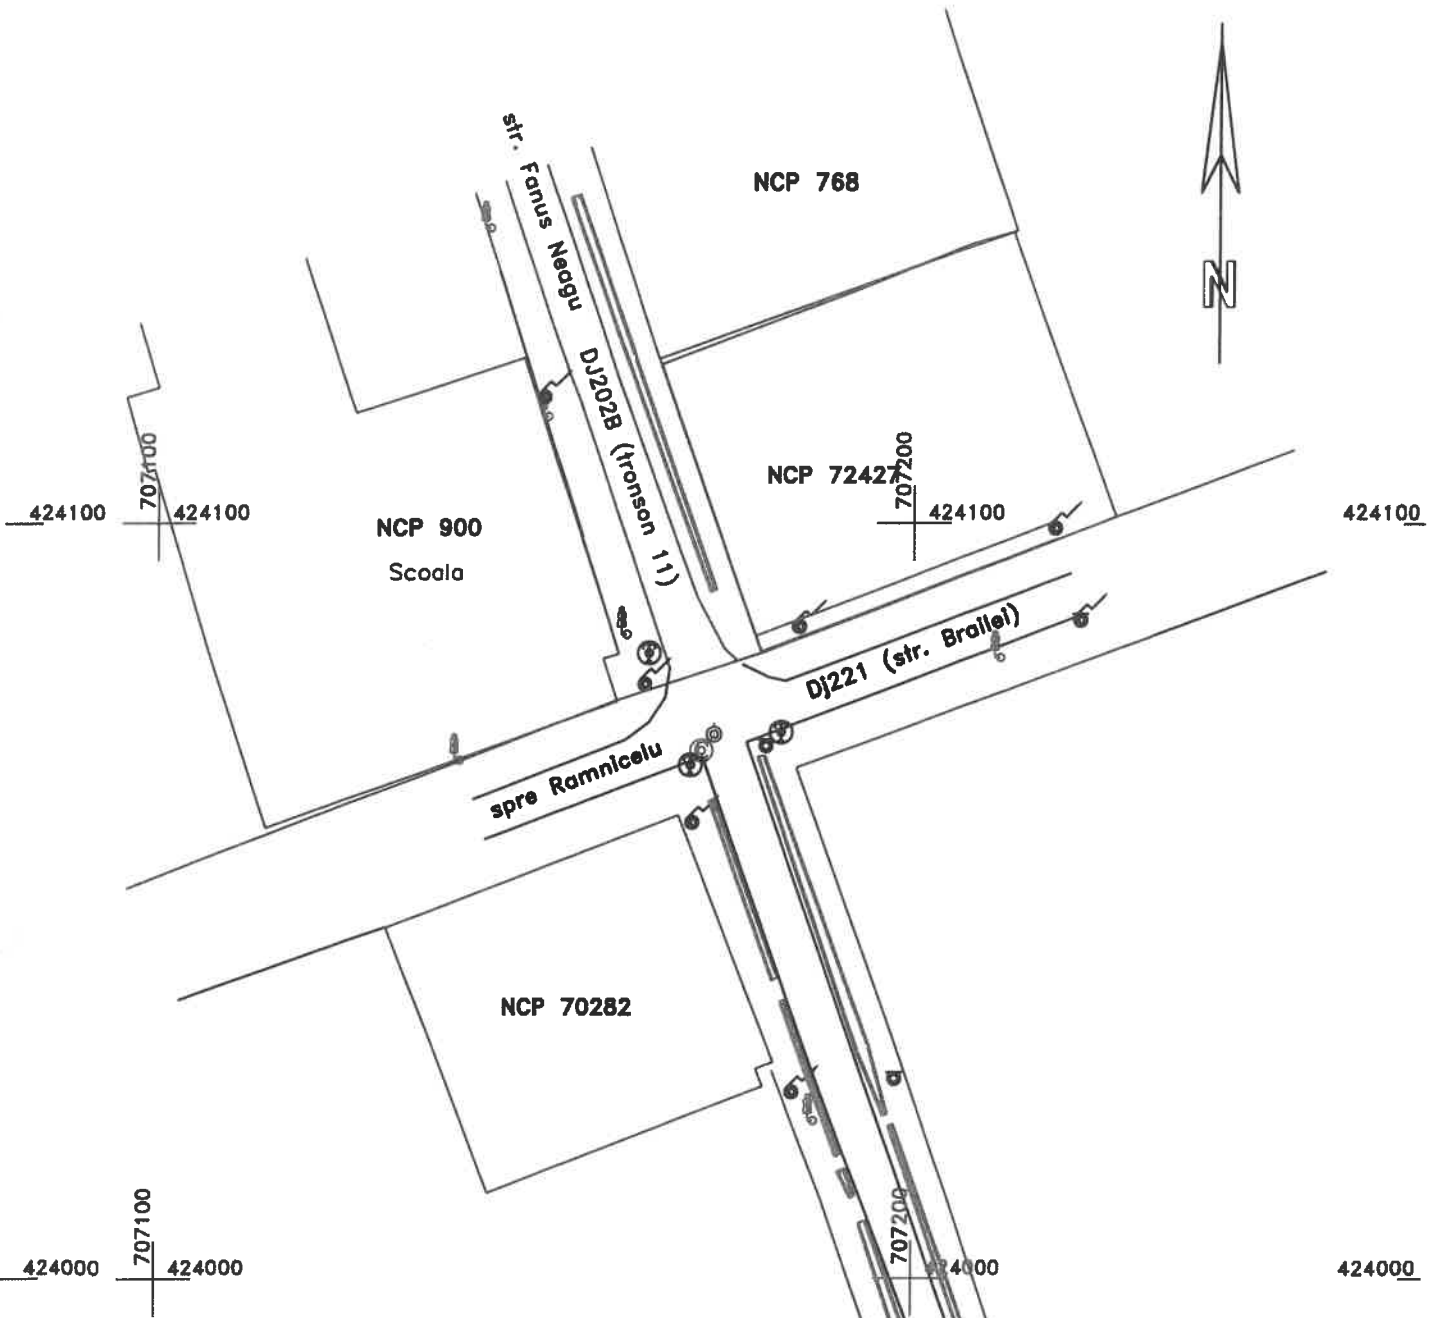 str. Fanus Neagu DJ202B (tronson 11)
NCP 768
N
NCP 72427
707100
707200
424100
424100
424100
424100
NCP 900
Scoala
Dj221 (str. Brailei)
spre Ramnicelu
NCP 70282
707100
707200
424000
424000
424000
424000